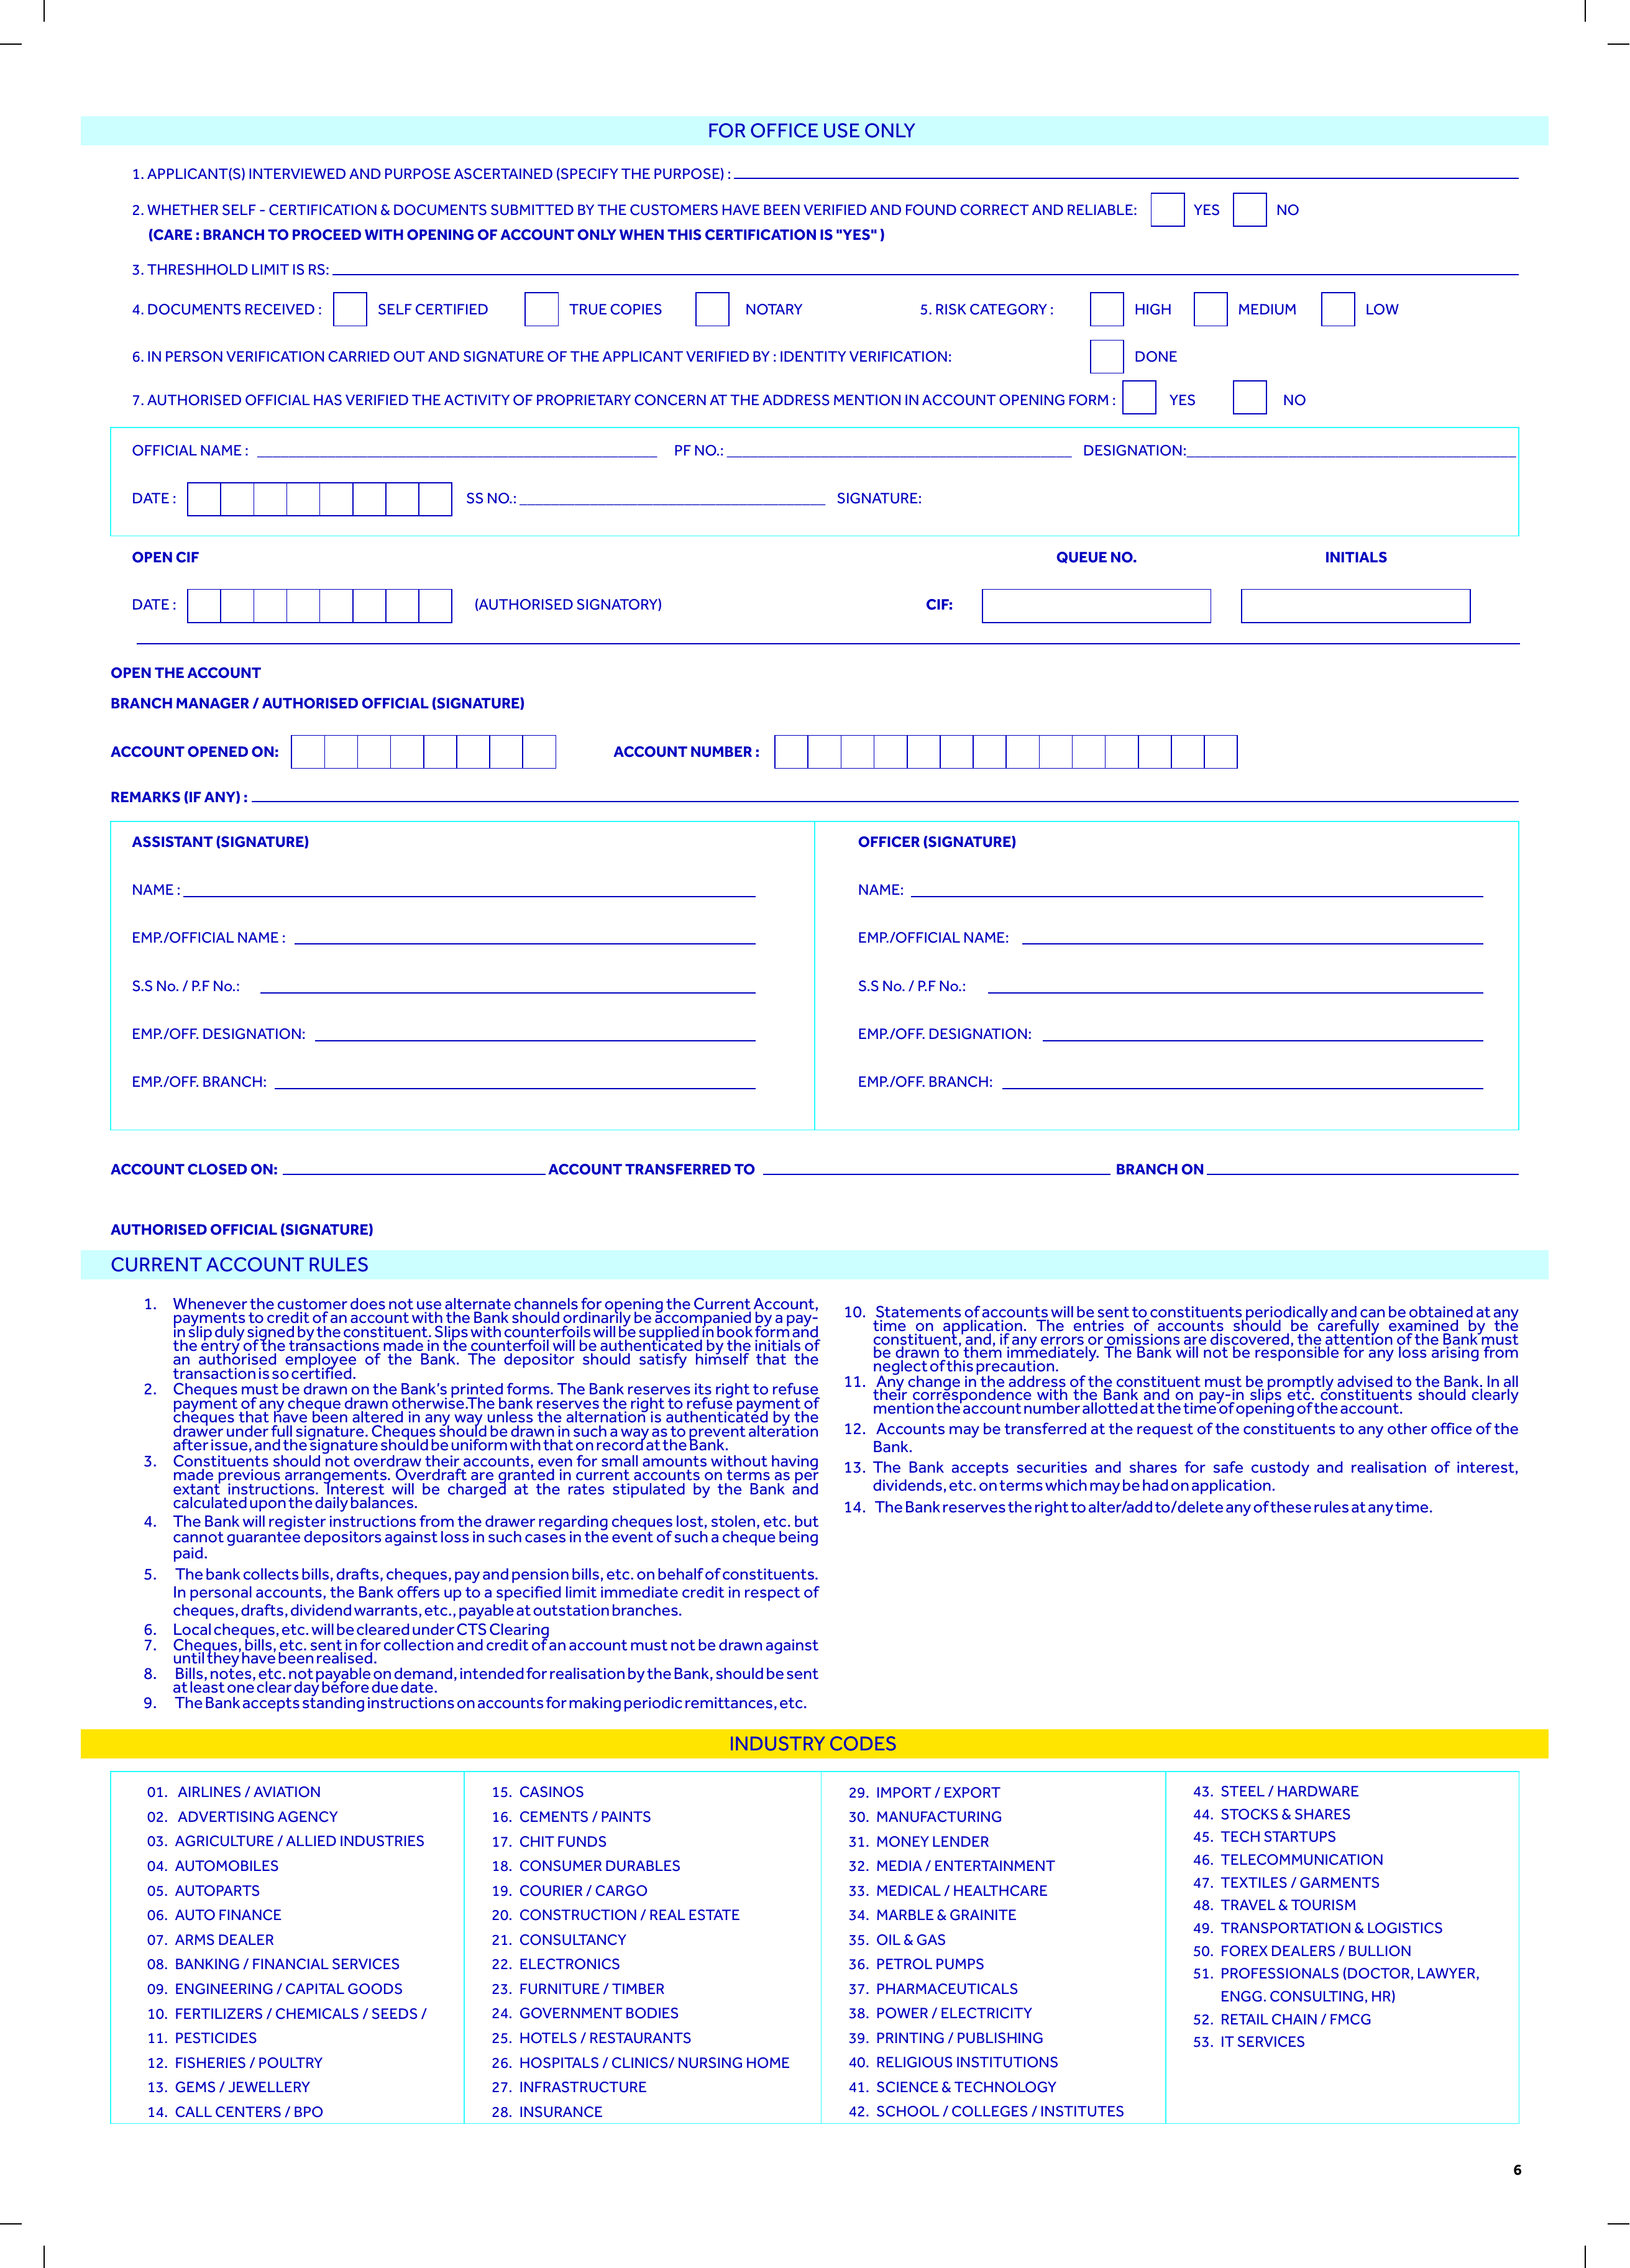 FOR OFFICE USE ONLY
1. APPLICANT(S) INTERVIEWED AND PURPOSE ASCERTAINED (SPECIFY THE PURPOSE) :
2. WHETHER SELF - CERTIFICATION & DOCUMENTS SUBMITTED BY THE CUSTOMERS HAVE BEEN VERIFIED AND FOUND CORRECT AND RELIABLE: YES NO
(CARE : BRANCH TO PROCEED WITH OPENING OF ACCOUNT ONLY WHEN THIS CERTIFICATION IS "YES" )
3. THRESHHOLD LIMIT IS RS:
4. DOCUMENTS RECEIVED : SELF CERTIFIED TRUE COPIES NOTARY 5. RISK CATEGORY : HIGH MEDIUM LOW
6. IN PERSON VERIFICATION CARRIED OUT AND SIGNATURE OF THE APPLICANT VERIFIED BY : IDENTITY VERIFICATION: DONE
7. AUTHORISED OFFICIAL HAS VERIFIED THE ACTIVITY OF PROPRIETARY CONCERN AT THE ADDRESS MENTION IN ACCOUNT OPENING FORM : YES NO
OFFICIAL NAME : PF NO.: DESIGNATION:
DATE : SS NO.: SIGNATURE:
OPEN CIF QUEUE NO. INITIALS
DATE : (AUTHORISED SIGNATORY) CIF:
OPEN THE ACCOUNT
BRANCH MANAGER / AUTHORISED OFFICIAL (SIGNATURE)
ACCOUNT OPENED ON: ACCOUNT NUMBER :
REMARKS (IF ANY) :
ASSISTANT (SIGNATURE)
NAME :
EMP./OFFICIAL NAME :
S.S No. / P.F No.:
EMP./OFF. DESIGNATION:
EMP./OFF. BRANCH:
OFFICER (SIGNATURE)
NAME:
EMP./OFFICIAL NAME:
S.S No. / P.F No.:
EMP./OFF. DESIGNATION:
EMP./OFF. BRANCH:
ACCOUNT CLOSED ON: ACCOUNT TRANSFERRED TO BRANCH ON
AUTHORISED OFFICIAL (SIGNATURE)
CURRENT ACCOUNT RULES
1. Whenever the customer does not use alternate channels for opening the Current Account,
payments to credit of an account with the Bank should ordinarily be accompanied by a pay-
in slip duly signed by the constituent. Slips with counterfoils will be supplied in book form and
the entry of the transactions made in the counterfoil will be authenticated by the initials of
an authorised employee of the Bank. The depositor should satisfy himself that the
transaction is so certified.
2. Cheques must be drawn on the Bank's printed forms. The Bank reserves its right to refuse
payment of any cheque drawn otherwise.The bank reserves the right to refuse payment of
cheques that have been altered in any way unless the alternation is authenticated by the
drawer under full signature. Cheques should be drawn in such a way as to prevent alteration
after issue, and the signature should be uniform with that on record at the Bank.
3. Constituents should not overdraw their accounts, even for small amounts without having
made previous arrangements. Overdraft are granted in current accounts on terms as per
extant instructions. Interest will be charged at the rates stipulated by the Bank and
calculated upon the daily balances.
4. The Bank will register instructions from the drawer regarding cheques lost, stolen, etc. but
cannot guarantee depositors against loss in such cases in the event of such a cheque being
paid.
5. The bank collects bills, drafts, cheques, pay and pension bills, etc. on behalf of constituents.
In personal accounts, the Bank offers up to a specified limit immediate credit in respect of
cheques, drafts, dividend warrants, etc., payable at outstation branches.
6. Local cheques, etc. will be cleared under CTS Clearing
7. Cheques, bills, etc. sent in for collection and credit of an account must not be drawn against
until they have been realised.
8. Bills, notes, etc. not payable on demand, intended for realisation by the Bank, should be sent
at least one clear day before due date.
9. The Bank accepts standing instructions on accounts for making periodic remittances, etc.
10. Statements of accounts will be sent to constituents periodically and can be obtained at any
time on application. The entries of accounts should be carefully examined by the
constituent, and, if any errors or omissions are discovered, the attention of the Bank must
be drawn to them immediately. The Bank will not be responsible for any loss arising from
neglect of this precaution.
11. Any change in the address of the constituent must be promptly advised to the Bank. In all
their correspondence with the Bank and on pay-in slips etc. constituents should clearly
mention the account number allotted at the time of opening of the account.
12. Accounts may be transferred at the request of the constituents to any other office of the
Bank.
13. The Bank accepts securities and shares for safe custody and realisation of interest,
dividends, etc. on terms which may be had on application.
14. The Bank reserves the right to alter/add to/delete any of these rules at any time.
INDUSTRY CODES
01. AIRLINES / AVIATION
02. ADVERTISING AGENCY
03. AGRICULTURE / ALLIED INDUSTRIES
04. AUTOMOBILES
05. AUTOPARTS
06. AUTO FINANCE
07. ARMS DEALER
08. BANKING / FINANCIAL SERVICES
09. ENGINEERING / CAPITAL GOODS
10. FERTILIZERS / CHEMICALS / SEEDS /
11. PESTICIDES
12. FISHERIES / POULTRY
13. GEMS / JEWELLERY
14. CALL CENTERS / BPO
15. CASINOS
16. CEMENTS / PAINTS
17. CHIT FUNDS
18. CONSUMER DURABLES
19. COURIER / CARGO
20. CONSTRUCTION / REAL ESTATE
21. CONSULTANCY
22. ELECTRONICS
23. FURNITURE / TIMBER
24. GOVERNMENT BODIES
25. HOTELS / RESTAURANTS
26. HOSPITALS / CLINICS/ NURSING HOME
27. INFRASTRUCTURE
28. INSURANCE
29. IMPORT / EXPORT
30. MANUFACTURING
31. MONEY LENDER
32. MEDIA / ENTERTAINMENT
33. MEDICAL / HEALTHCARE
34. MARBLE & GRAINITE
35. OIL & GAS
36. PETROL PUMPS
37. PHARMACEUTICALS
38. POWER / ELECTRICITY
39. PRINTING / PUBLISHING
40. RELIGIOUS INSTITUTIONS
41. SCIENCE & TECHNOLOGY
42. SCHOOL / COLLEGES / INSTITUTES
43. STEEL / HARDWARE
44. STOCKS & SHARES
45. TECH STARTUPS
46. TELECOMMUNICATION
47. TEXTILES / GARMENTS
48. TRAVEL & TOURISM
49. TRANSPORTATION & LOGISTICS
50. FOREX DEALERS / BULLION
51. PROFESSIONALS (DOCTOR, LAWYER,
ENGG. CONSULTING, HR)
52. RETAIL CHAIN / FMCG
53. IT SERVICES
6